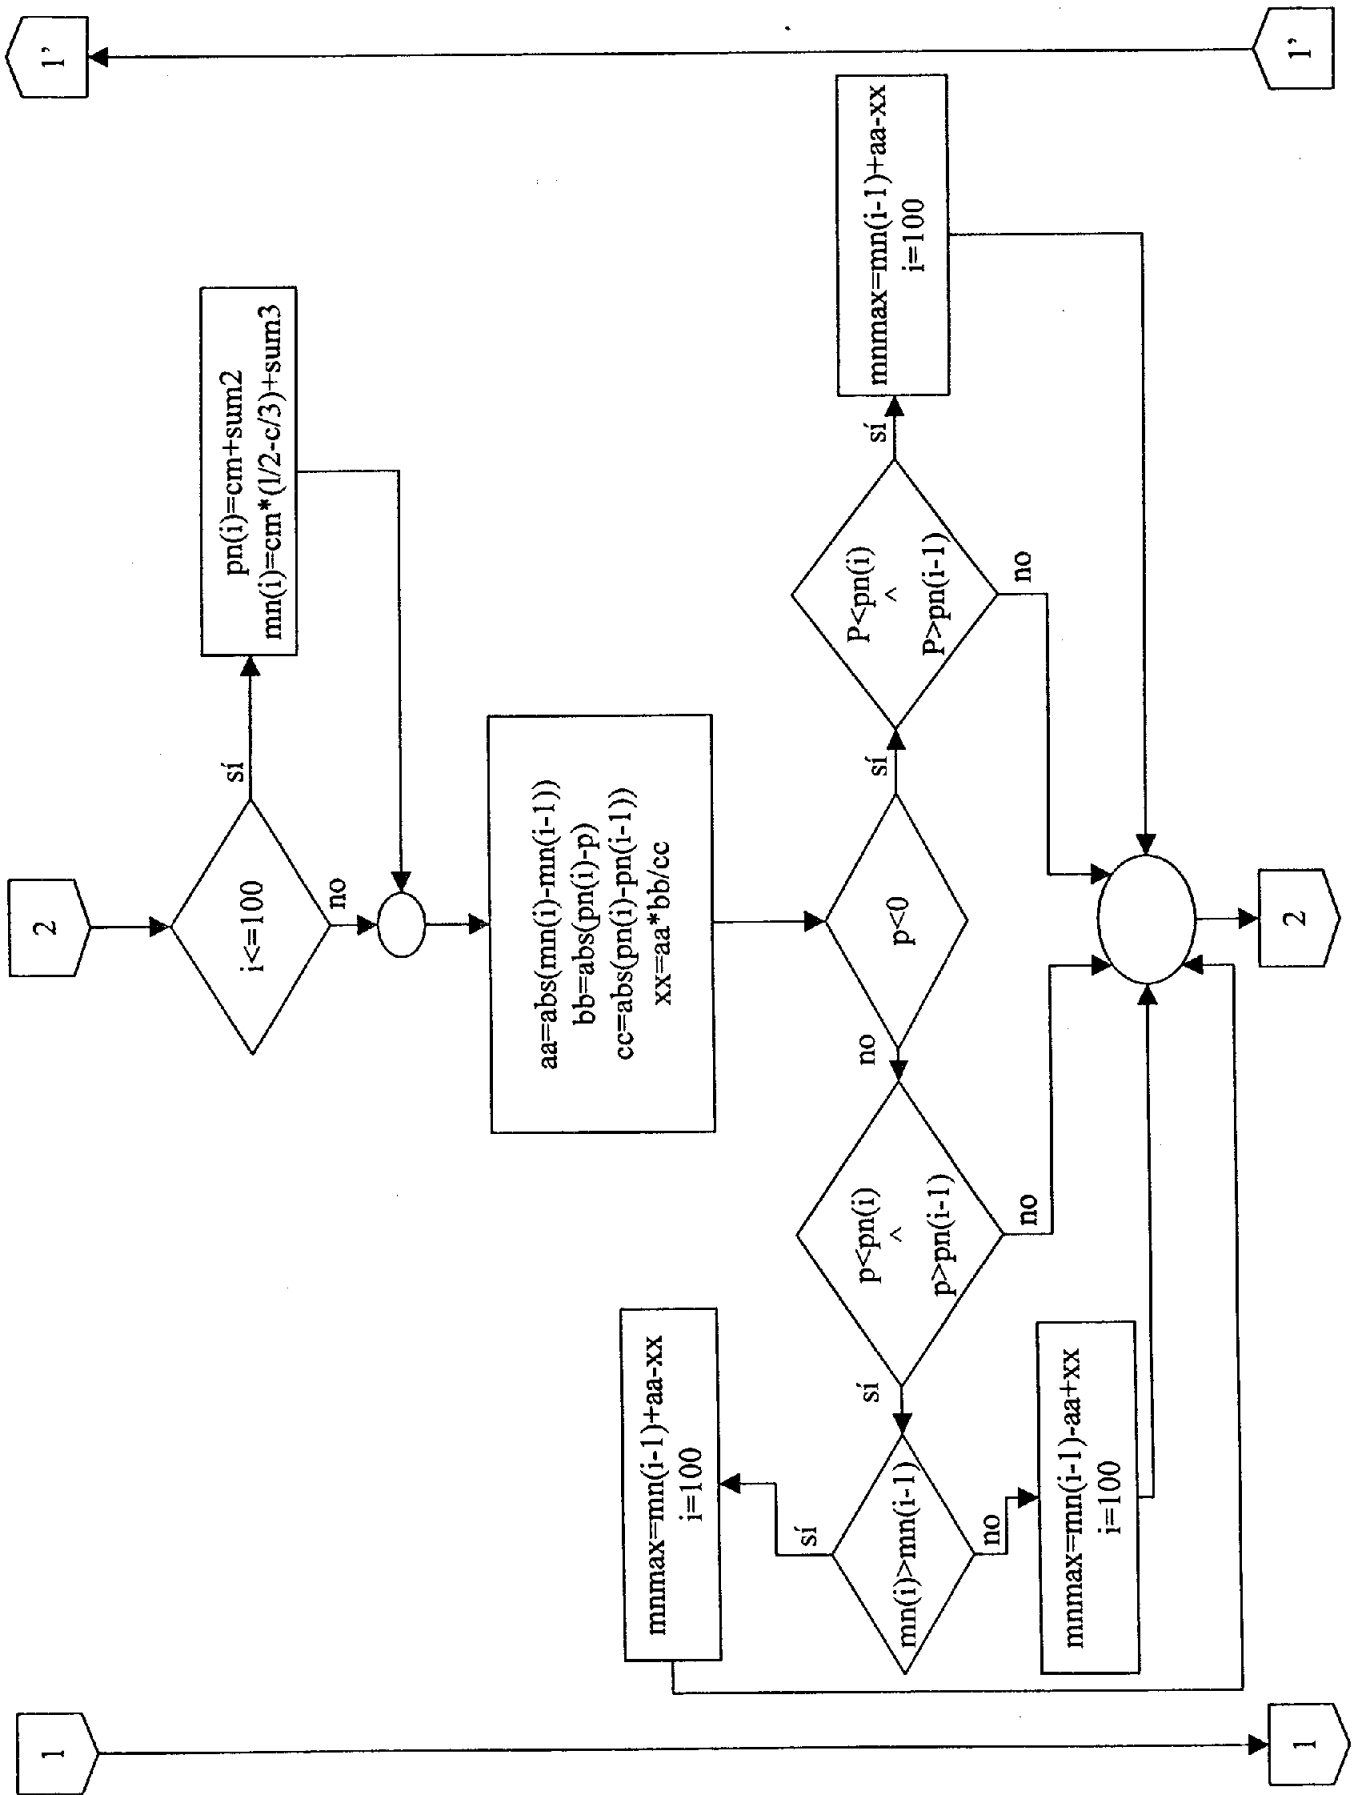 1'
1'
pn(i)=cm+sum2
mn(i)=cm*(1/2-c/3)+sum3
sí
2
i<=100
no
aa=abs(mn(i)-mn(i-1))
bb=abs(pn(i)-p)
cc=abs(pn(i)-pn(i-1))
xx=aa*bb/cc
p<0
sí
no
P<pn(i)
^
P>pn(i-1)
sí
no
mnmax=mn(i-1)+aa-xx
i=100
p<pn(i)
^
p>pn(i-1)
sí
no
mn(i)>mn(i-1)
sí
no
mnmax=mn(i-1)+aa-xx
i=100
mnmax=mn(i-1)-aa+xx
i=100
2
1
1